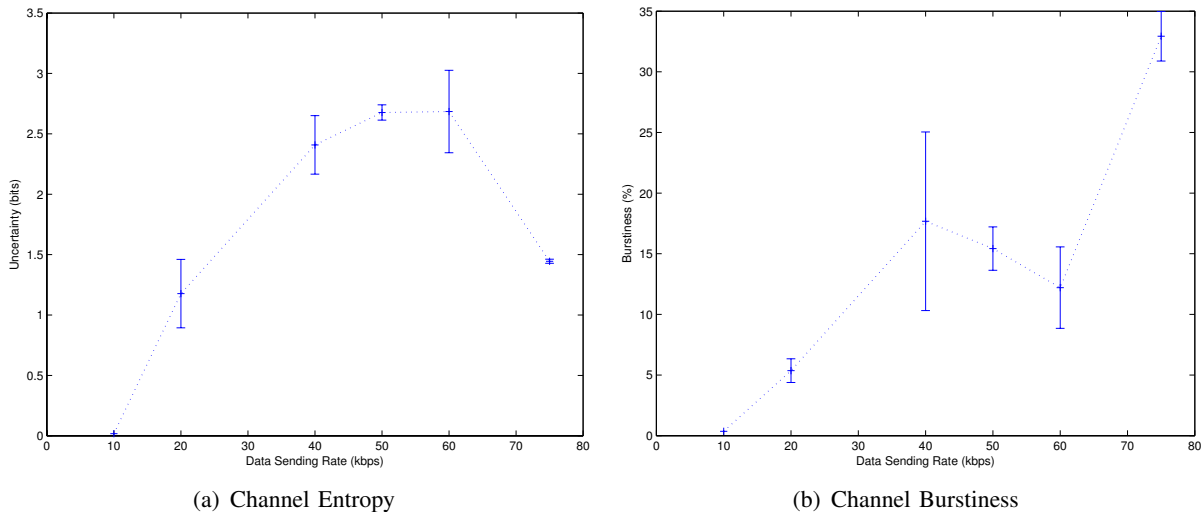 3.5
3
2.5
2
1.5
1
0.5
0
Uncertainty (bits)
0 10 20 30 40 50 60 70 80
Data Sending Rate (kbps)
(a) Channel Entropy
35
30
25
20
15
10
5
0
Burstiness (%)
0 10 20 30 40 50 60 70 80
Data Sending Rate (kbps)
(b) Channel Burstiness